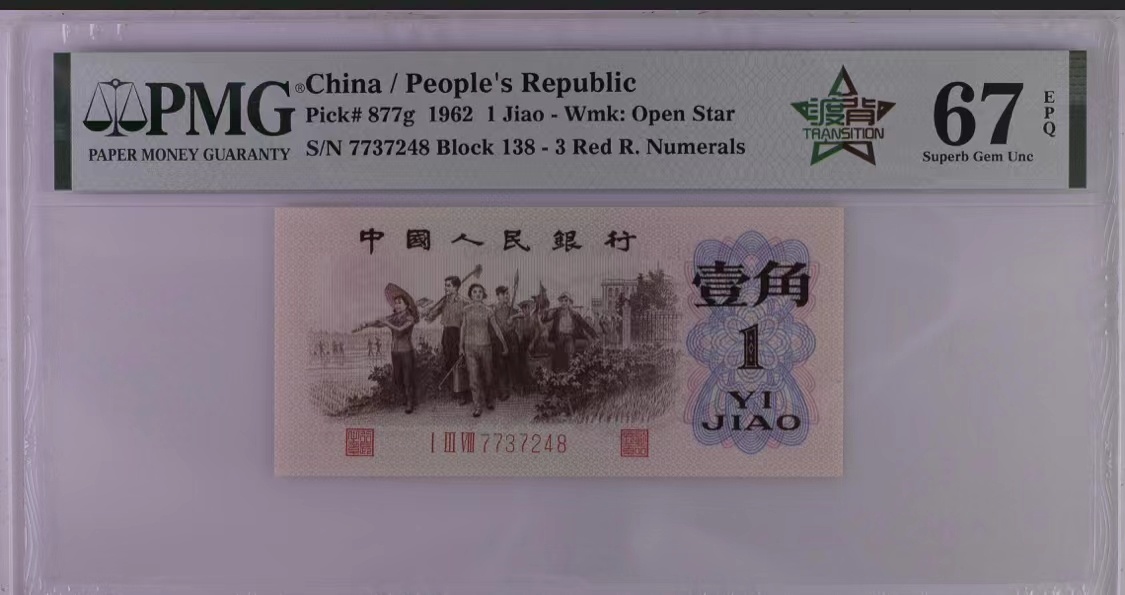 PMG®
PAPER MONEY GUARANTY
China / People's Republic
Pick# 877g 1962 1 Jiao - Wmk: Open Star
S/N 7737248 Block 138 - 3 Red R. Numerals
渡背
TRANSITION
67
EPQ
Superb Gem Unc
中國人民銀行
壹角
1
YI
JIAO
I III VIII 7737248